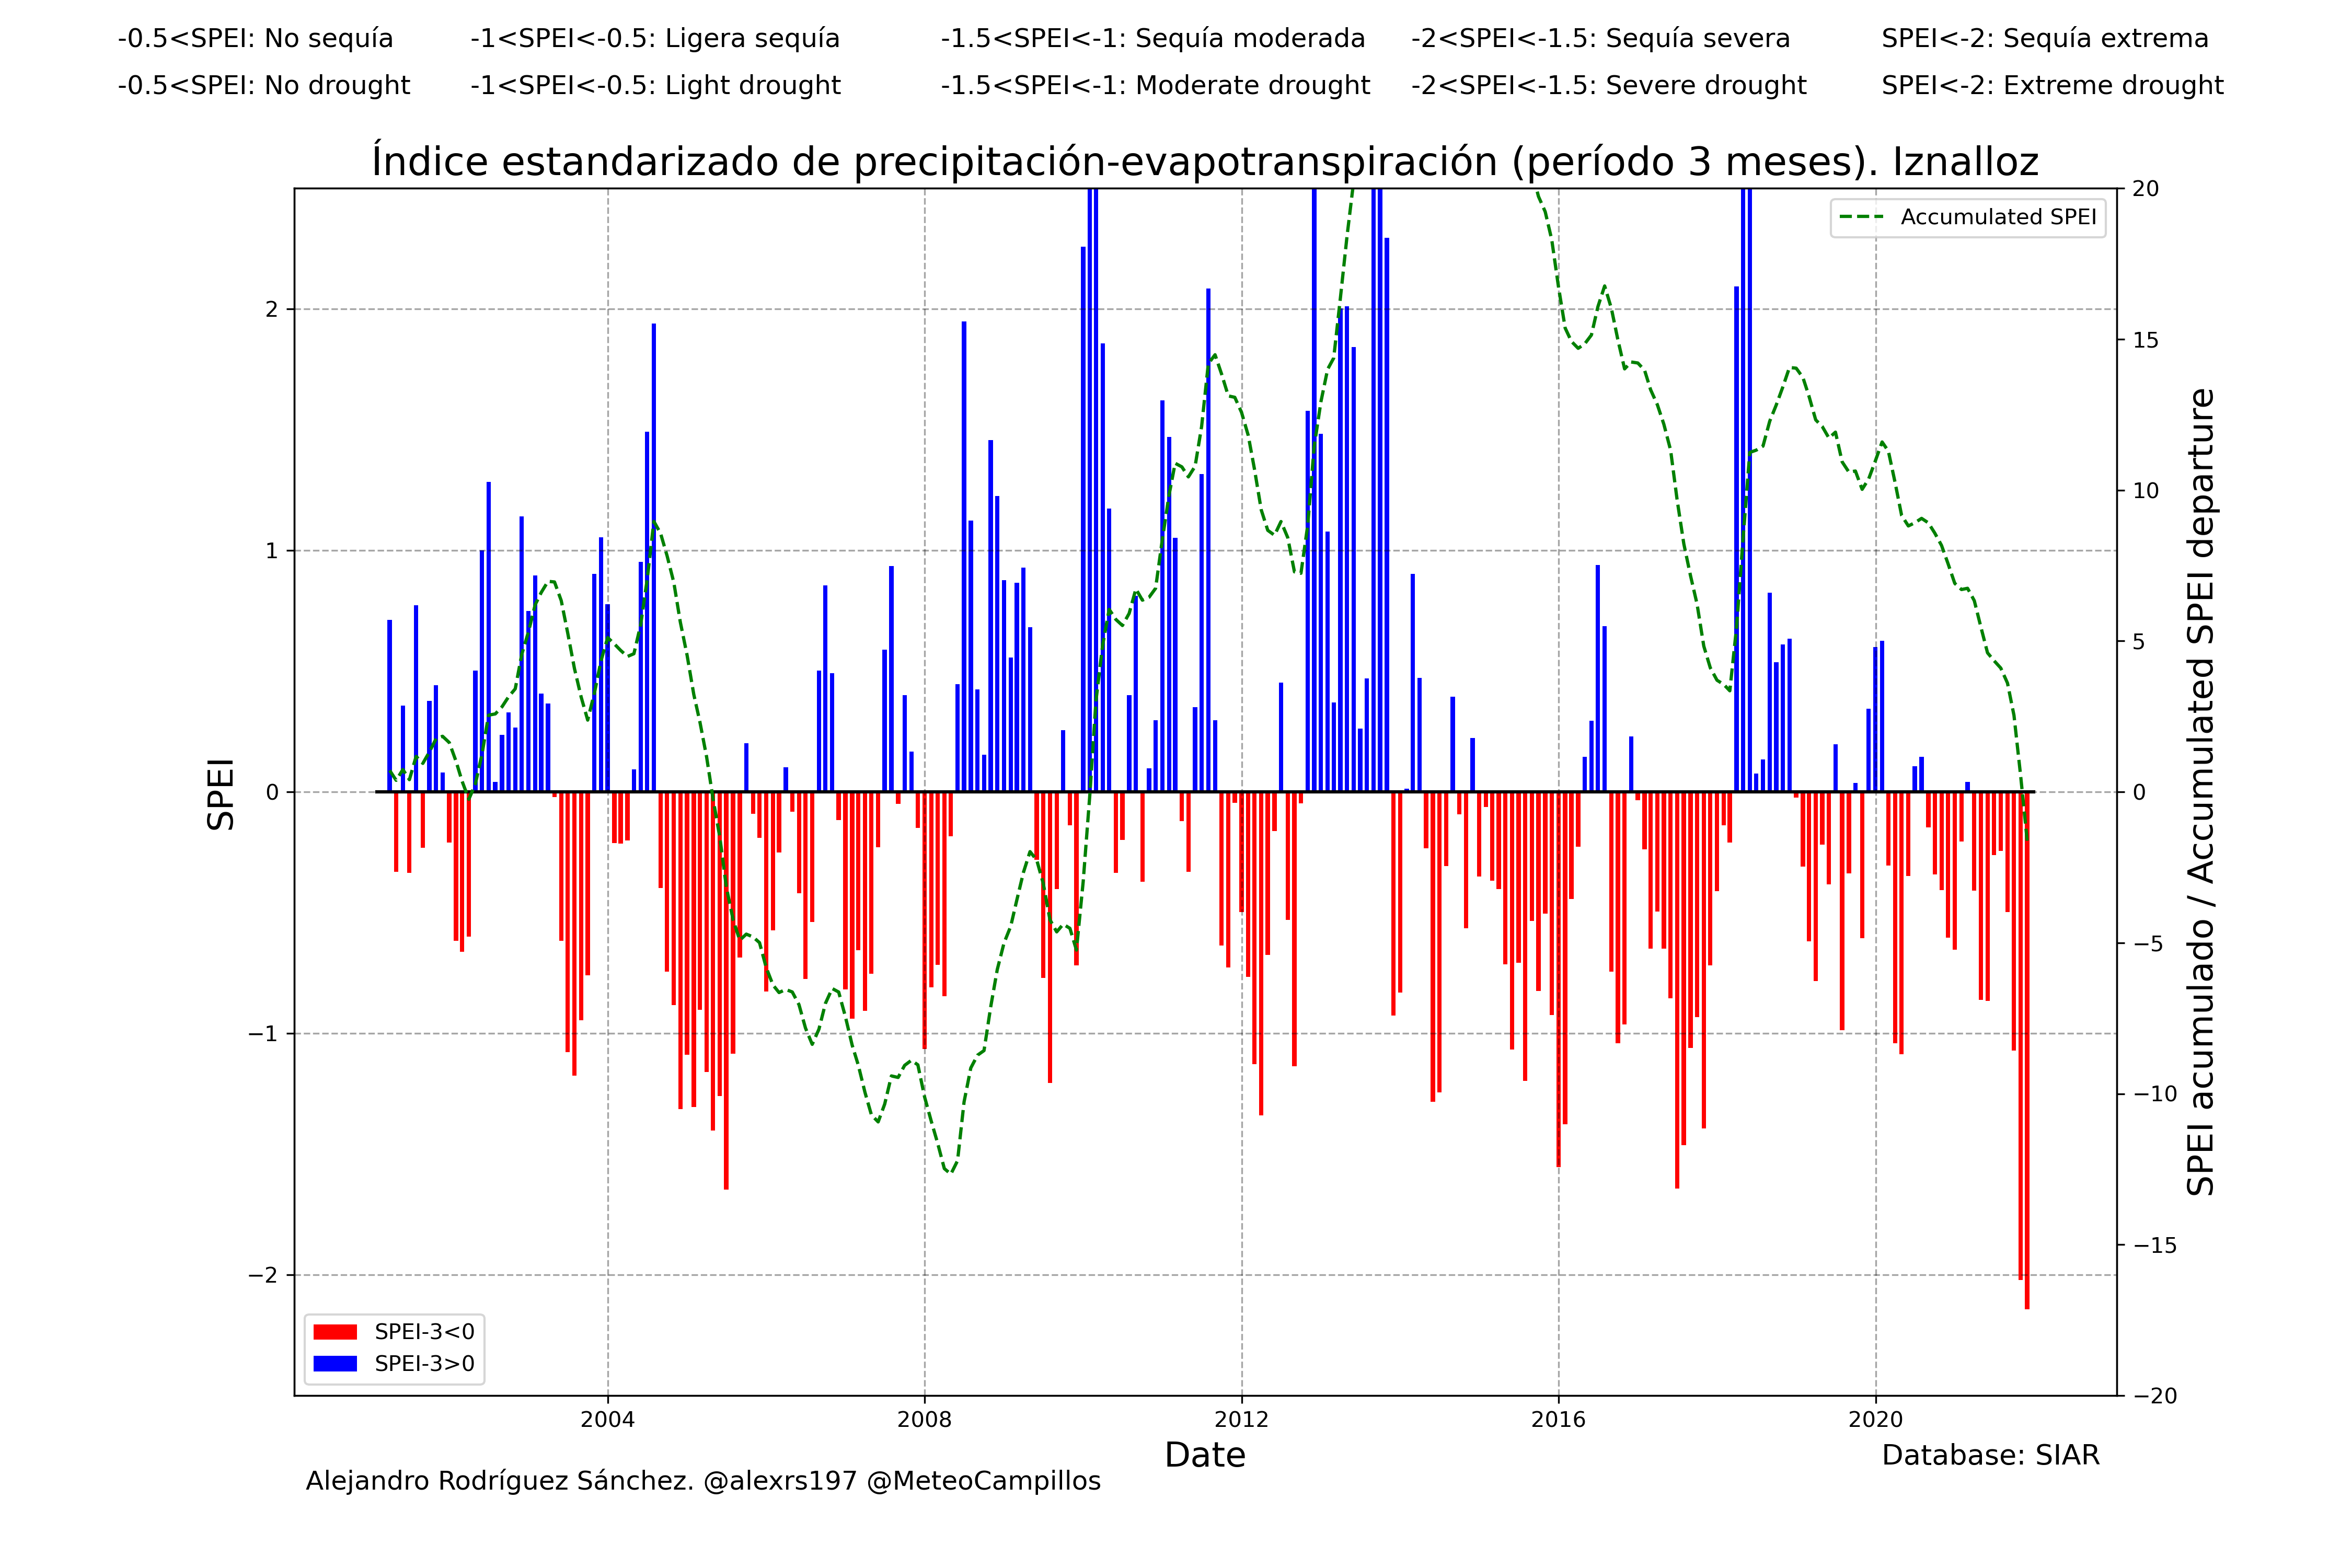 -0.5<SPEI: No sequía -1<SPEI<-0.5: Ligera sequía -1.5<SPEI<-1: Sequía moderada -2<SPEI<-1.5: Sequía severa SPEI<-2: Sequía extrema
-0.5<SPEI: No drought -1<SPEI<-0.5: Light drought -1.5<SPEI<-1: Moderate drought -2<SPEI<-1.5: Severe drought SPEI<-2: Extreme drought
Índice estandarizado de precipitación-evapotranspiración (período 3 meses). Iznalloz
Accumulated SPEI
SPEI
2
1
0
−1
−2
20
15
10
5
0
−5
−10
−15
−20
SPEI acumulado / Accumulated SPEI departure
SPEI-3<0
SPEI-3>0
2004 2008 2012 2016 2020
Date
Database: SIAR
Alejandro Rodríguez Sánchez. @alexrs197 @MeteoCampillos